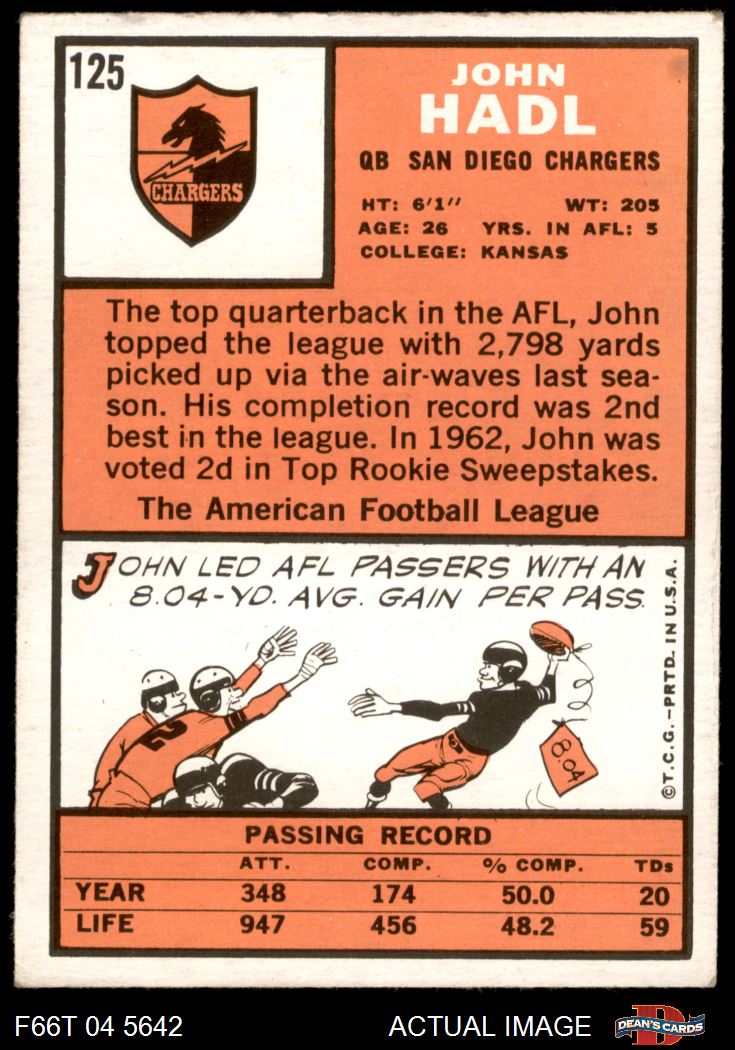 125
CHARGERS
JOHN
HADL
QB SAN DIEGO CHARGERS
HT: 6'1" WT: 205
AGE: 26 YRS. IN AFL: 5
COLLEGE: KANSAS
The top quarterback in the AFL, John
topped the league with 2,798 yards
picked up via the air-waves last sea-
son. His completion record was 2nd
best in the league. In 1962, John was
voted 2d in Top Rookie Sweepstakes.
The American Football League
JOHN LED AFL PASSERS WITH AN
8.04-YD. AVG. GAIN PER PASS.
2
8.04
©T.C.G.–PRTD. IN U.S.A.
PASSING RECORD
ATT. COMP. % COMP. TDs
YEAR 348 174 50.0 20
LIFE 947 456 48.2 59
F66T 04 5642 ACTUAL IMAGE D DEAN'S CARDS